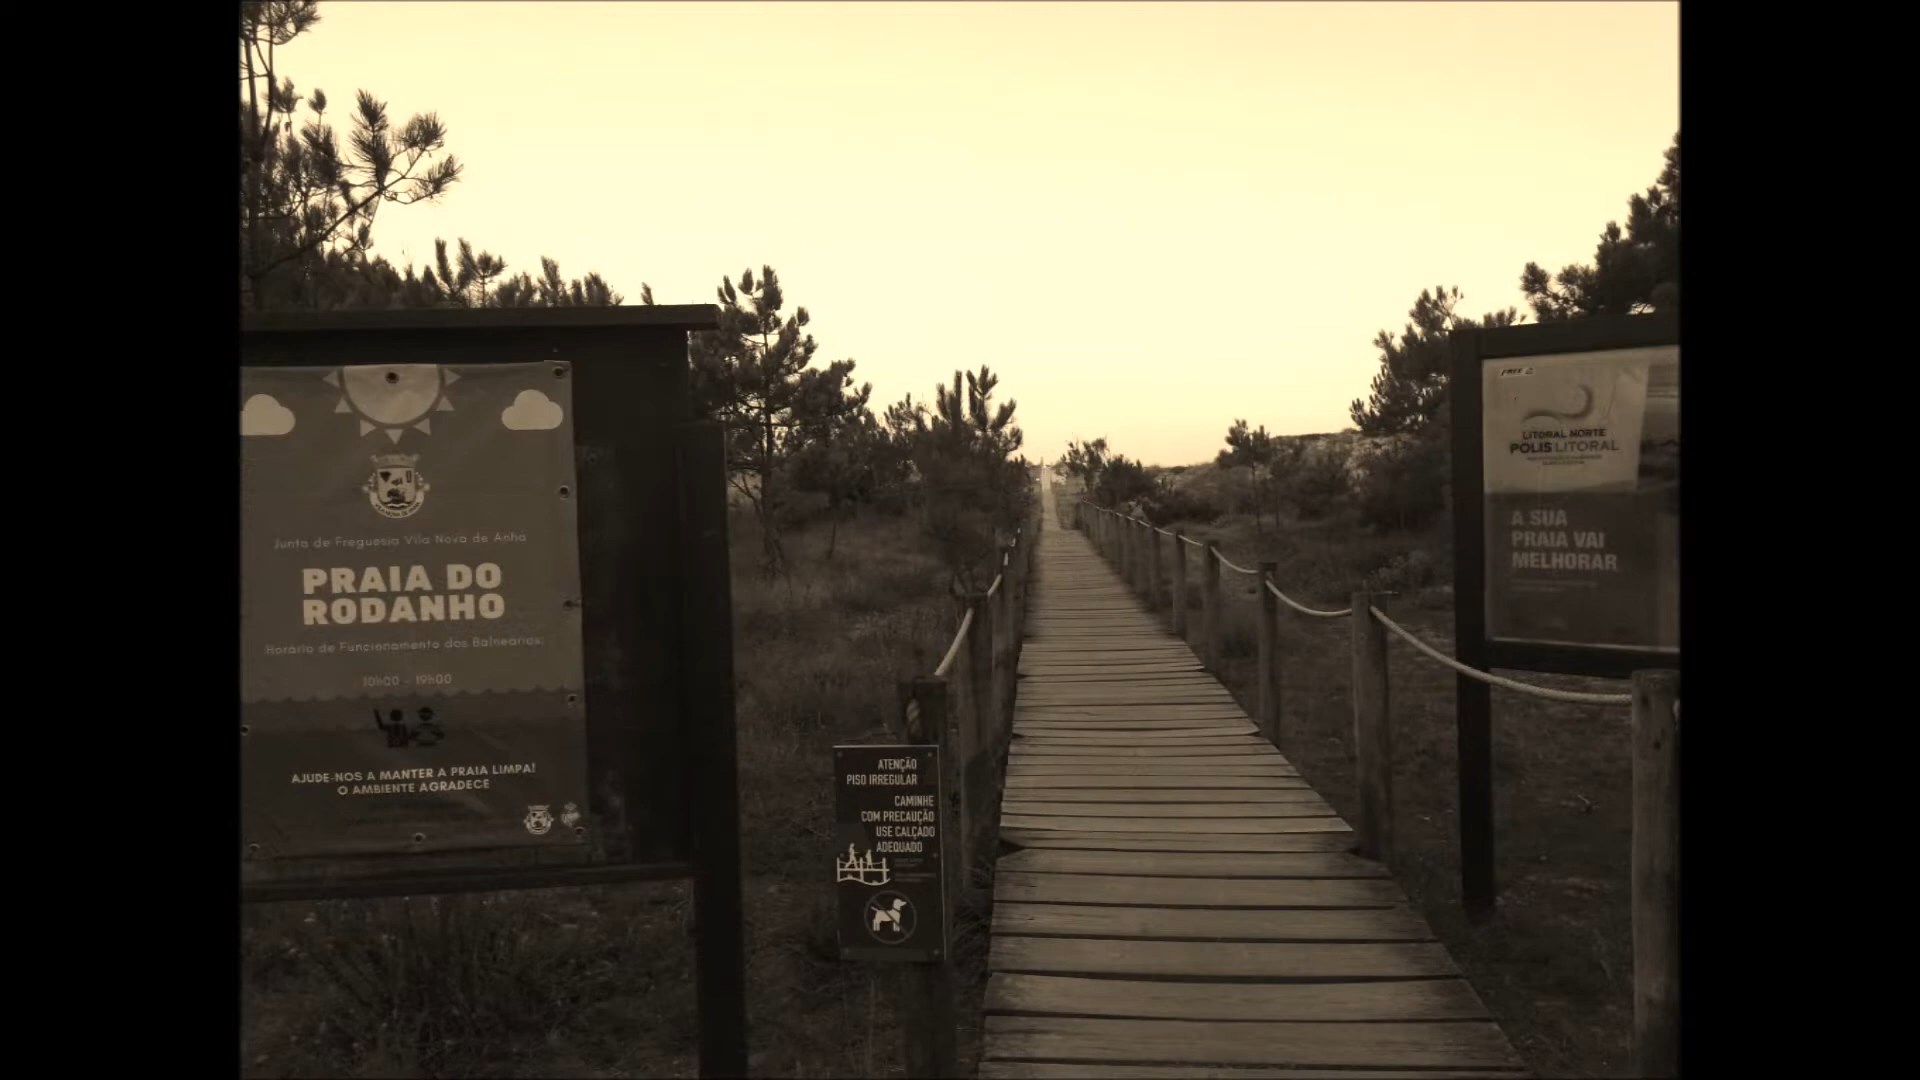 Junta de Freguesia Vila Nova de Anha
PRAIA DO
RODANHO
Horário de Funcionamento dos Balneários:
10h00 - 19h00
AJUDE-NOS A MANTER A PRAIA LIMPA!
O AMBIENTE AGRADECE
ATENÇÃO
PISO IRREGULAR
CAMINHE
COM PRECAUÇÃO
USE CALÇADO
ADEQUADO
FREE
LITORAL NORTE
POLIS LITORAL
A SUA
PRAIA VAI
MELHORAR